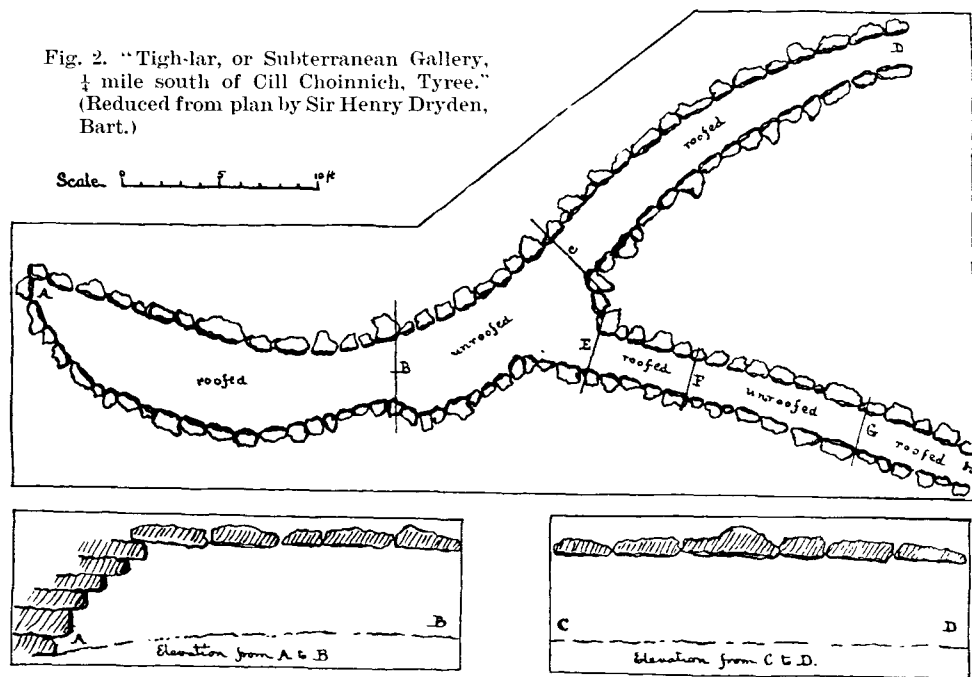 Fig. 2. “Tigh-lar, or Subterranean Gallery,
¼ mile south of Cill Choinnich, Tyree.”
(Reduced from plan by Sir Henry Dryden,
Bart.)
Scale 0 5 10 ft
D
roofed
C
A
unroofed
B
roofed
E
roofed
F
unroofed
G
roofed
A
B
Elevation from A to B
C
D
Elevation from C to D.